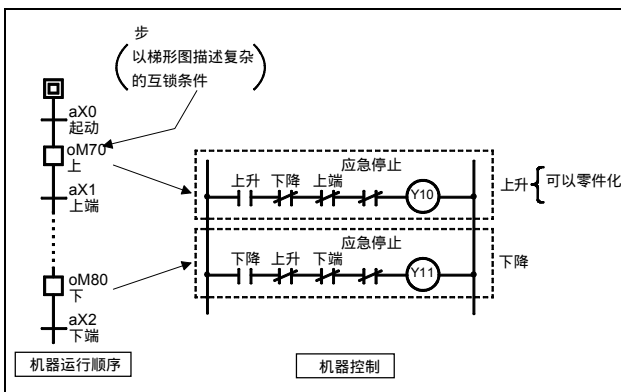 步
以梯形图描述复杂
的互锁条件
aX0
起动
oM70
上
aX1
上端
oM80
下
aX2
下端
机器运行顺序
应急停止
上升 下降 上端
Y10
上升
可以零件化
应急停止
下降 上升 下端
Y11
下降
机器控制